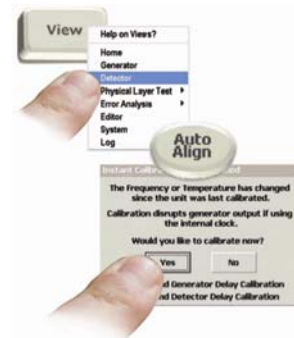 View
Help on Views?
Home
Generator
Detector
Physical Layer Test
Error Analysis
Editor
System
Log
Auto
Align
Instant
The Frequency or Temperature has changed
since the unit was last calibrated.
Calibration disrupts generator output if using
the internal clock.
Would you like to calibrate now?
Yes No
Generator Delay Calibration
Detector Delay Calibration